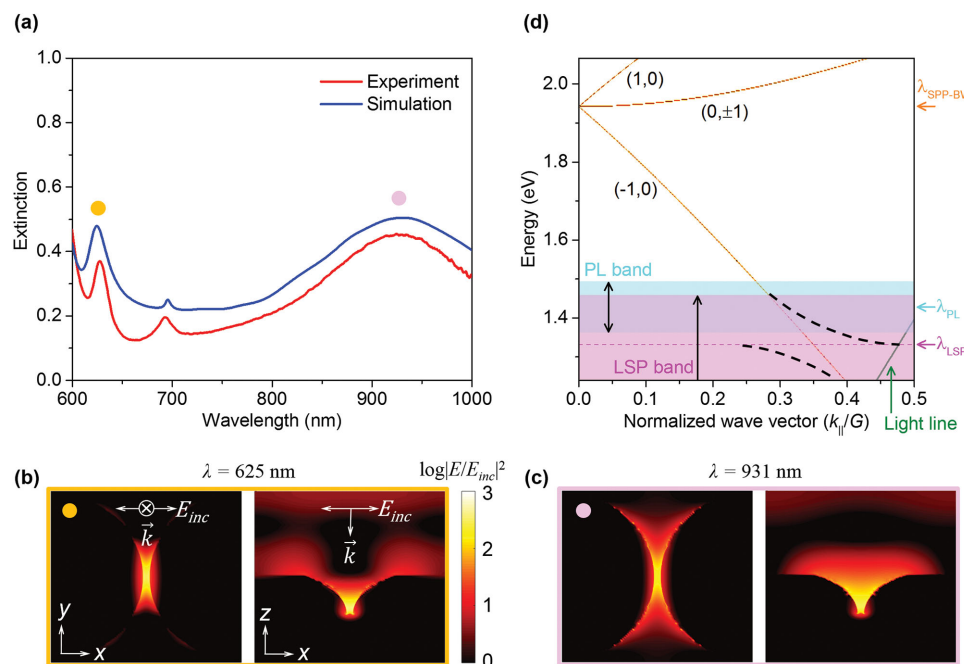 (a)
1.0
0.8
0.6
0.4
0.2
0.0
Extinction
Experiment
Simulation
600 700 800 900 1000
Wavelength (nm)
(d)
2.0
1.8
1.6
1.4
Energy (eV)
(1,0)
(0,±1)
(-1,0)
PL band
LSP band
λSPP-BW
λPL
λLSP
0.0 0.1 0.2 0.3 0.4 0.5
Normalized wave vector (k||/G)
Light line
(b)
λ = 625 nm
log|E/Einc|²
Einc
k
y
x
Einc
k
z
x
3
2
1
0
(c)
λ = 931 nm